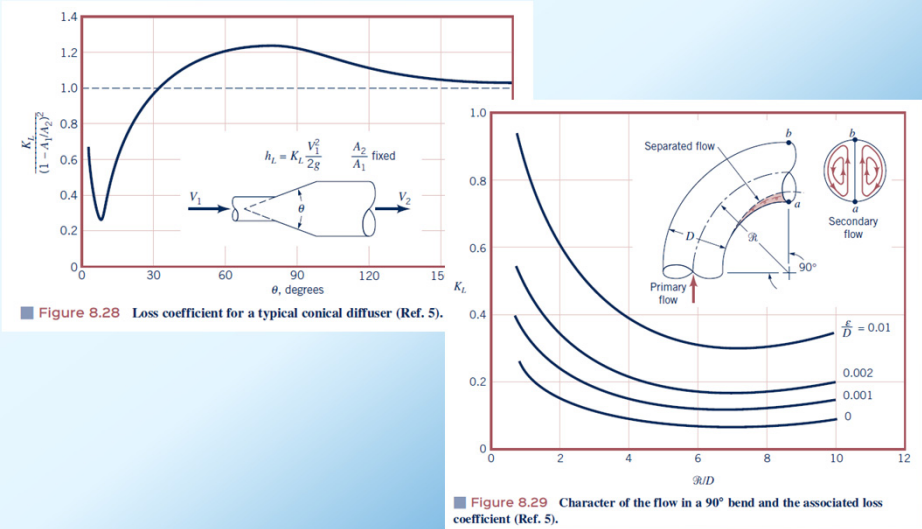 1.4
1.2
1.0
0.8
0.6
0.4
0.2
0
K_L
(1 – A₁/A₂)²
h_L = K_L V₁²/2g
A₂/A₁ fixed
V₁
θ
V₂
0 30 60 90 120 15
θ, degrees
Figure 8.28 Loss coefficient for a typical conical diffuser (Ref. 5).
1.0
0.8
0.6
0.4
0.2
0
K_L
Separated flow
b
a
D
ℛ
90°
Primary
flow
b
a
Secondary
flow
ε/D = 0.01
0.002
0.001
0
0 2 4 6 8 10 12
ℛ/D
Figure 8.29 Character of the flow in a 90° bend and the associated loss
coefficient (Ref. 5).